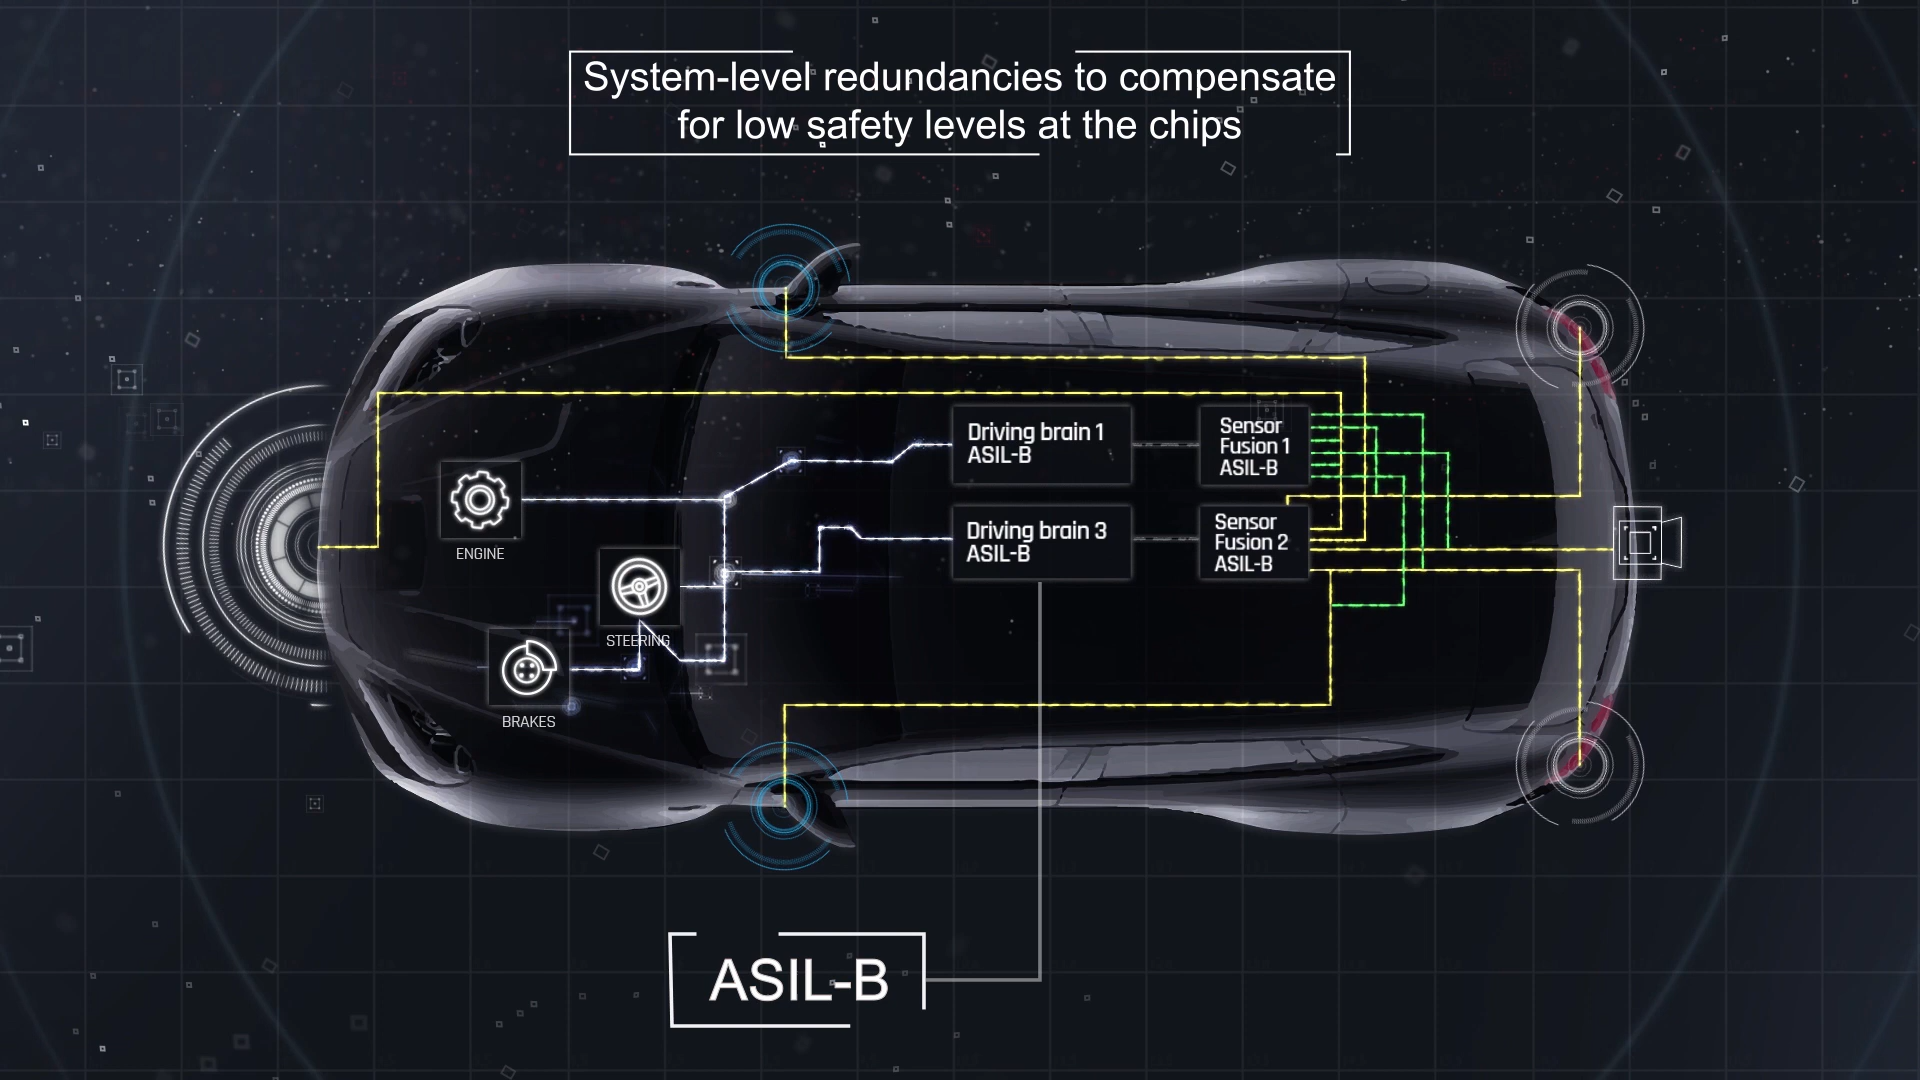 System-level redundancies to compensate
for low safety levels at the chips
Driving brain 1
ASIL-B
Sensor
Fusion 1
ASIL-B
Driving brain 3
ASIL-B
Sensor
Fusion 2
ASIL-B
ENGINE
STEERING
BRAKES
ASIL-B